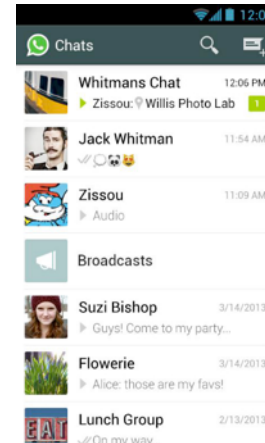 12:0
Chats
Whitmans Chat 12:06 PM
Zissou: Willis Photo Lab 1
Jack Whitman 11:54 AM
Zissou 11:09 AM
Audio
Broadcasts
Suzi Bishop 3/14/2013
Guys! Come to my party...
Flowerie 3/14/2013
Alice: those are my favs!
Lunch Group 2/13/2013
EAT
On my way